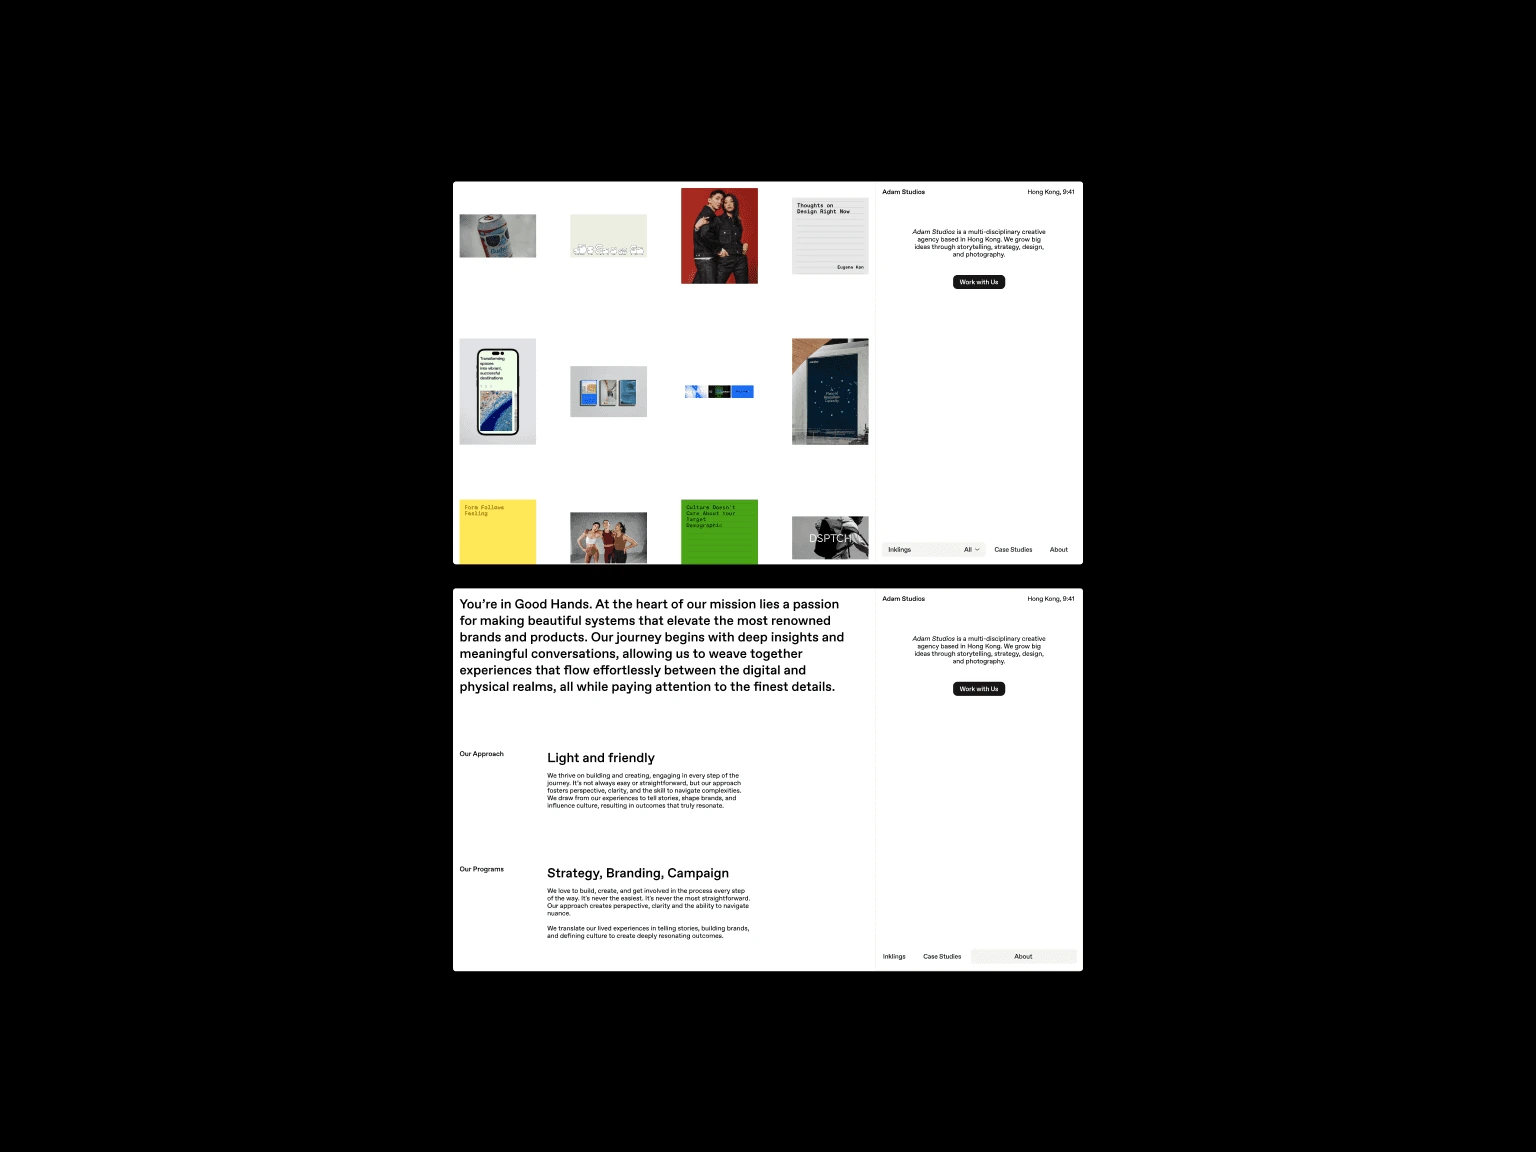 Adam Studios
Hong Kong, 9:41
Thoughts on
Design Right Now
Eugene Kan
Adam Studios is a multi-disciplinary creative
agency based in Hong Kong. We grow big
ideas through storytelling, strategy, design,
and photography.
Work with Us
Transforming
spaces
into vibrant,
successful
destinations
Form Follows
Feeling
Culture Doesn't
Care About Your
Target
Demographic
DSPTCH
Inklings
All
Case Studies
About
You're in Good Hands. At the heart of our mission lies a passion
for making beautiful systems that elevate the most renowned
brands and products. Our journey begins with deep insights and
meaningful conversations, allowing us to weave together
experiences that flow effortlessly between the digital and
physical realms, all while paying attention to the finest details.
Adam Studios
Hong Kong, 9:41
Adam Studios is a multi-disciplinary creative
agency based in Hong Kong. We grow big
ideas through storytelling, strategy, design,
and photography.
Work with Us
Our Approach
Light and friendly
We thrive on building and creating, engaging in every step of the
journey. It's not always easy or straightforward, but our approach
fosters perspective, clarity, and the skill to navigate complexities.
We draw from our experiences to tell stories, shape brands, and
influence culture, resulting in outcomes that truly resonate.
Our Programs
Strategy, Branding, Campaign
We love to build, create, and get involved in the process every step
of the way. It's never the easiest. It's never the most straightforward.
Our approach creates perspective, clarity and the ability to navigate
nuance.
We translate our lived experiences in telling stories, building brands,
and defining culture to create deeply resonating outcomes.
Inklings
Case Studies
About